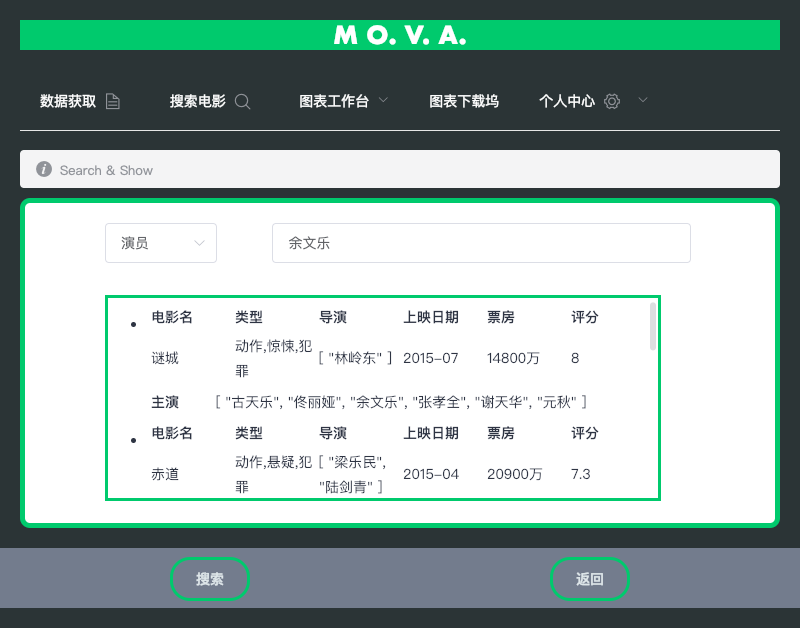 M O. V. A.
数据获取 搜索电影 图表工作台 图表下载坞 个人中心
Search & Show
演员 余文乐
电影名 类型 导演 上映日期 票房 评分
谜城 动作,惊悚,犯罪 [ "林岭东" ] 2015-07 14800万 8
主演 [ "古天乐", "佟丽娅", "余文乐", "张孝全", "谢天华", "元秋" ]
电影名 类型 导演 上映日期 票房 评分
赤道 动作,悬疑,犯罪 [ "梁乐民", "陆剑青" ] 2015-04 20900万 7.3
搜索 返回